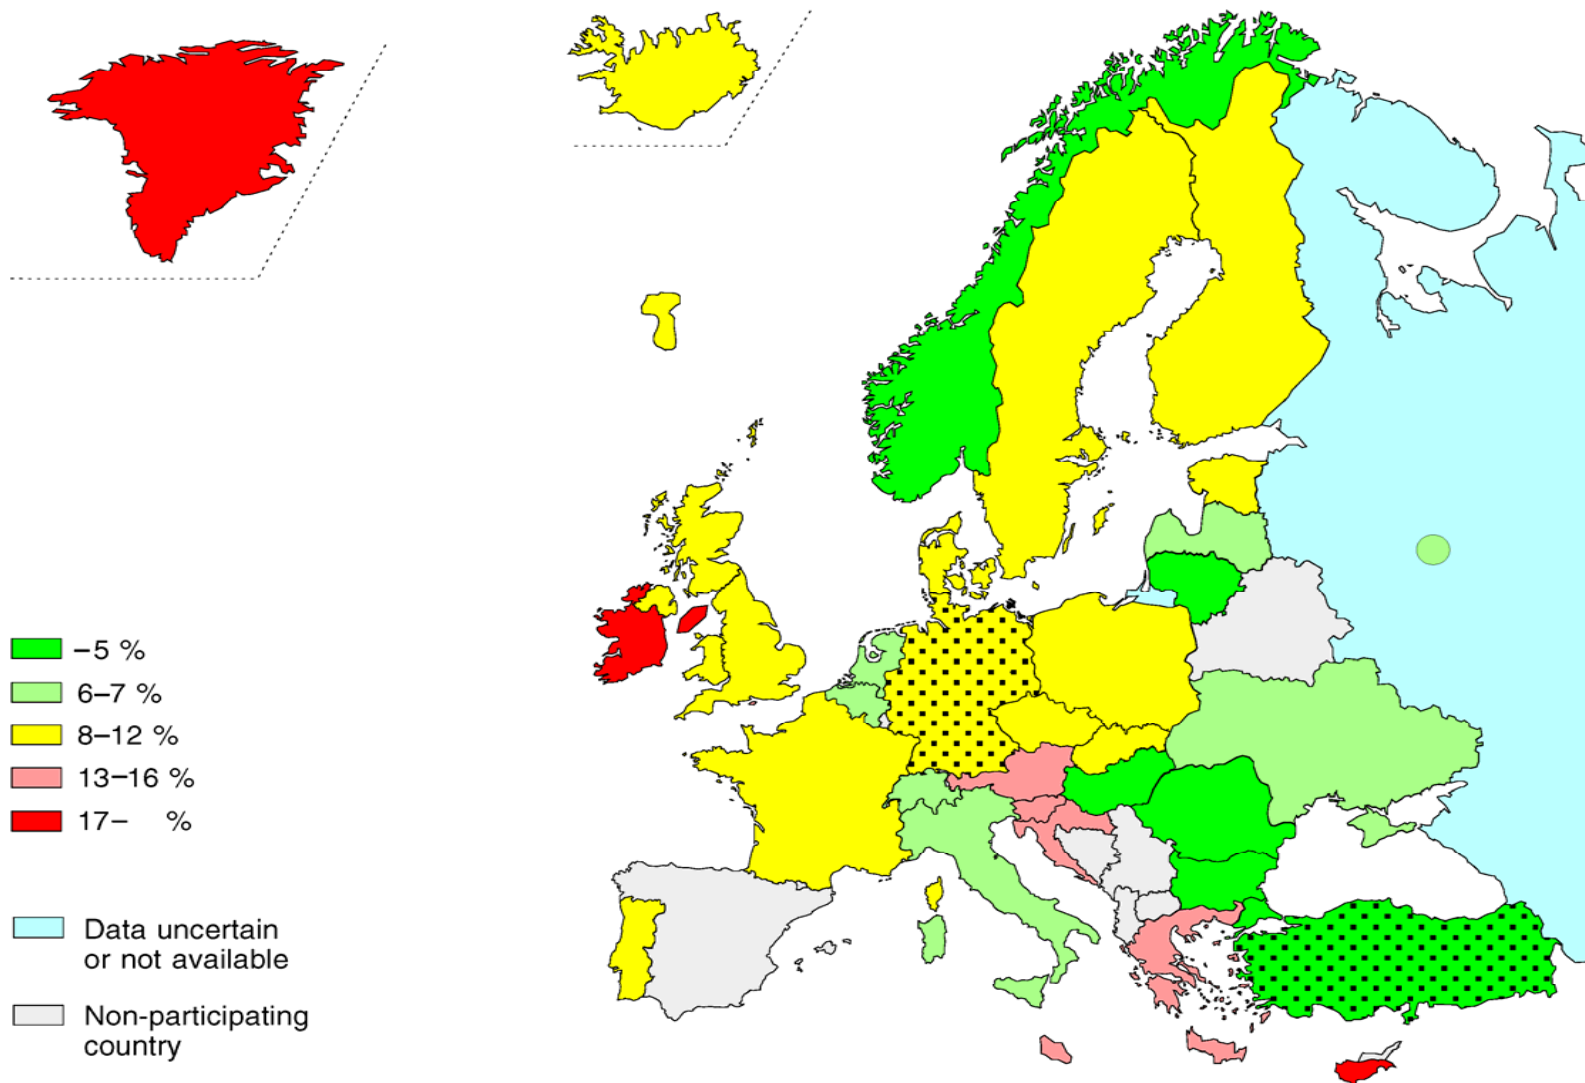 –5 %
6–7 %
8–12 %
13–16 %
17– %
Data uncertain
or not available
Non-participating
country